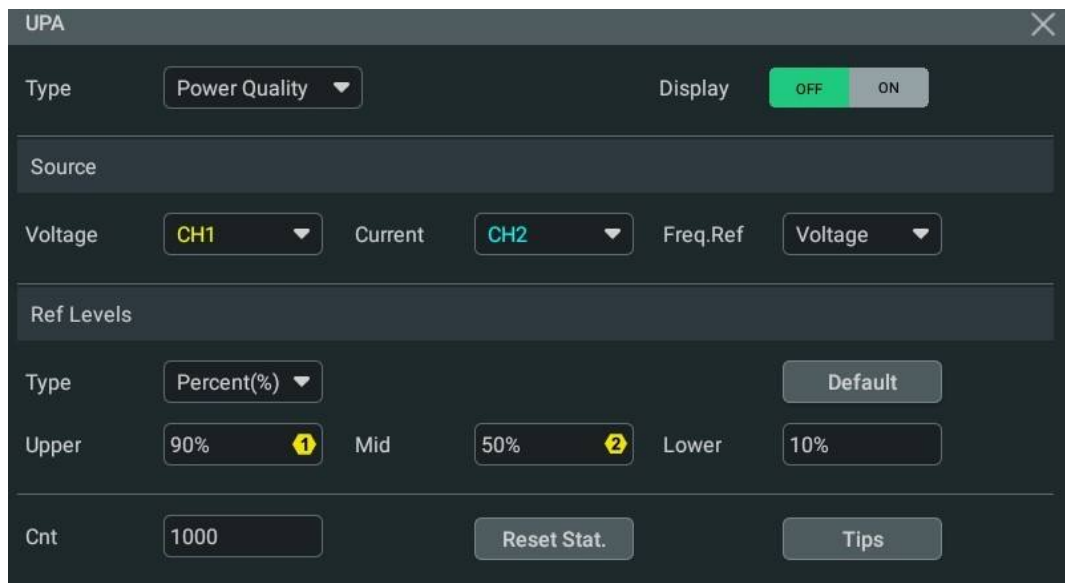 UPA
Type Power Quality Display OFF ON
Source
Voltage CH1 Current CH2 Freq.Ref Voltage
Ref Levels
Type Percent(%) Default
Upper 90% 1 Mid 50% 2 Lower 10%
Cnt 1000 Reset Stat. Tips